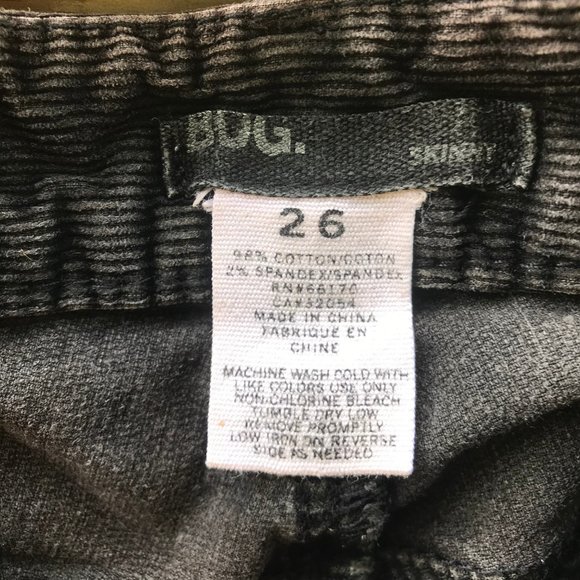 BDG.
SKINNY
26
98% COTTON/COTON
2% SPANDEX/SPANDEX
RN#66170
CA#32054
MADE IN CHINA
FABRIQUE EN
CHINE
MACHINE WASH COLD WITH
LIKE COLORS USE ONLY
NON-CHLORINE BLEACH
TUMBLE DRY LOW
REMOVE PROMPTLY
LOW IRON ON REVERSE
SIDE AS NEEDED